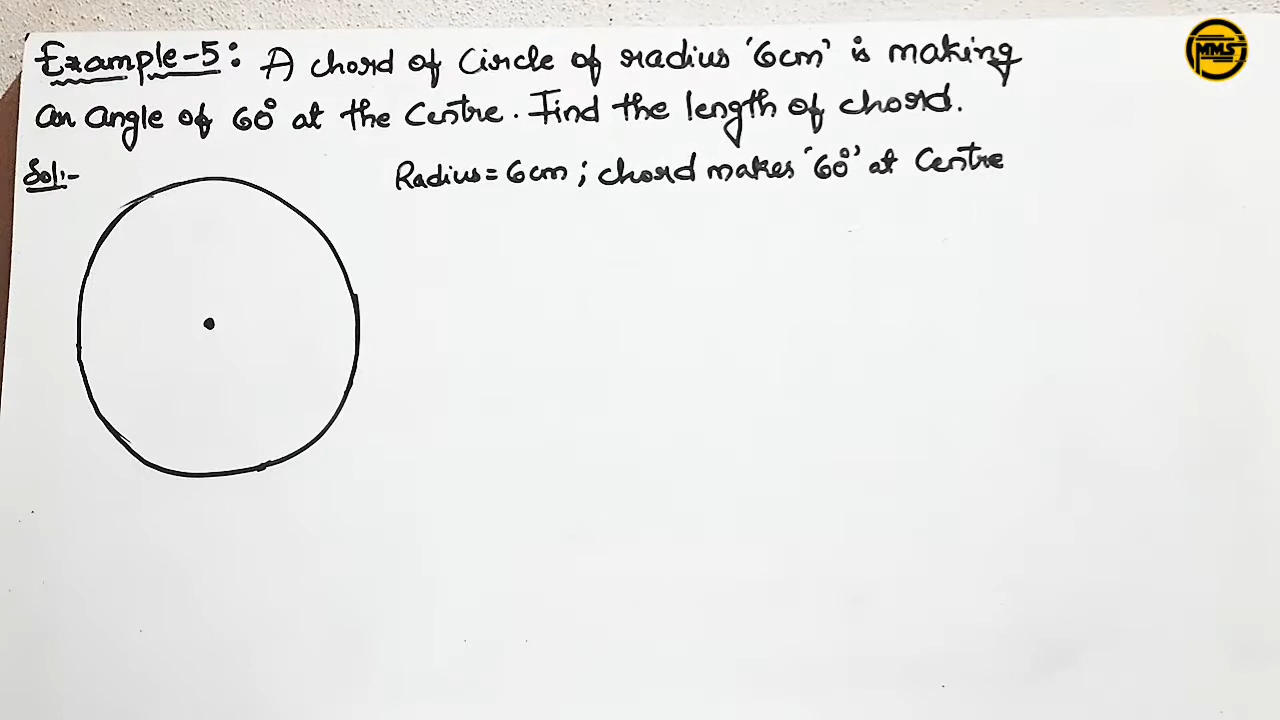 Example-5: A chord of Circle of radius '6cm' is making
an angle of 60° at the Centre. Find the length of chord.
Sol:-
Radius = 6cm ; chord makes '60°' at Centre
MMS